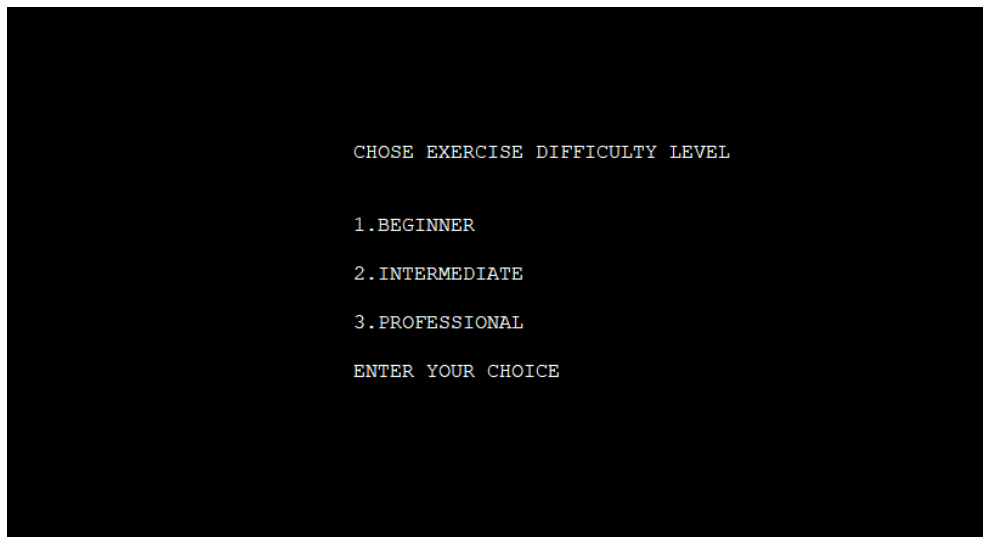 CHOSE EXERCISE DIFFICULTY LEVEL
1.BEGINNER
2.INTERMEDIATE
3.PROFESSIONAL
ENTER YOUR CHOICE